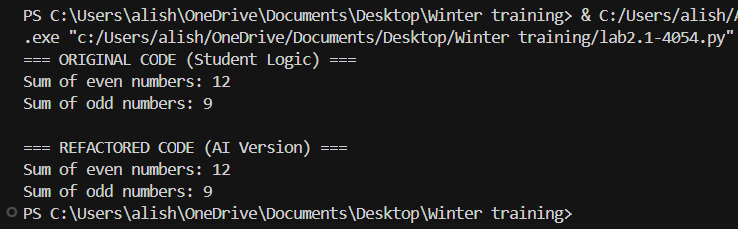 PS C:\Users\alish\OneDrive\Documents\Desktop\Winter training> & C:/Users/alish/
.exe "c:/Users/alish/OneDrive/Documents/Desktop/Winter training/lab2.1-4054.py"
=== ORIGINAL CODE (Student Logic) ===
Sum of even numbers: 12
Sum of odd numbers: 9

=== REFACTORED CODE (AI Version) ===
Sum of even numbers: 12
Sum of odd numbers: 9
PS C:\Users\alish\OneDrive\Documents\Desktop\Winter training>